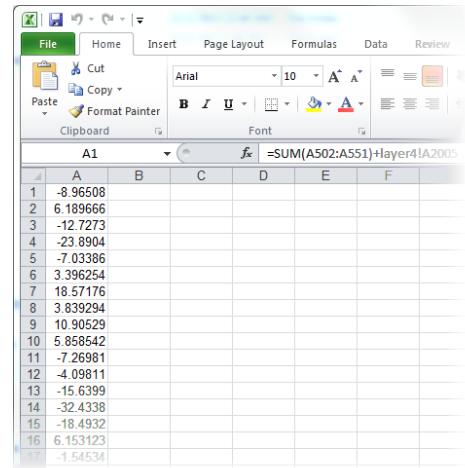 File Home Insert Page Layout Formulas Data Review
Cut
Copy
Format Painter
Paste
Arial 10 A A
B I U A
Clipboard Font
A1 fx =SUM(A502:A551)+layer4!A2005
A B C D E F
1 -8.96508
2 6.189666
3 -12.7273
4 -23.8904
5 -7.03386
6 3.396254
7 18.57176
8 3.839294
9 10.90529
10 5.858542
11 -7.26981
12 -4.09811
13 -15.6399
14 -32.4338
15 -18.4932
16 6.153123
17 -1.54534